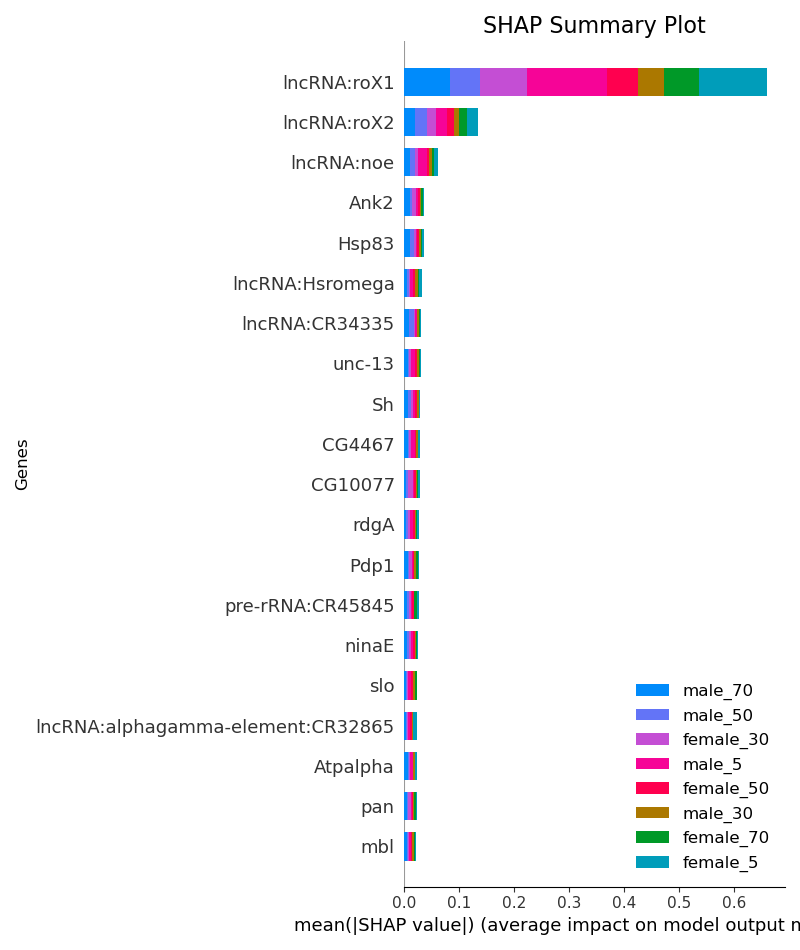 SHAP Summary Plot
lncRNA:roX1
lncRNA:roX2
lncRNA:noe
Ank2
Hsp83
lncRNA:Hsromega
lncRNA:CR34335
unc-13
Sh
CG4467
CG10077
rdgA
Pdp1
pre-rRNA:CR45845
ninaE
slo
lncRNA:alphagamma-element:CR32865
Atpalpha
pan
mbl
Genes
male_70
male_50
female_30
male_5
female_50
male_30
female_70
female_5
0.0 0.1 0.2 0.3 0.4 0.5 0.6
mean(|SHAP value|) (average impact on model output n